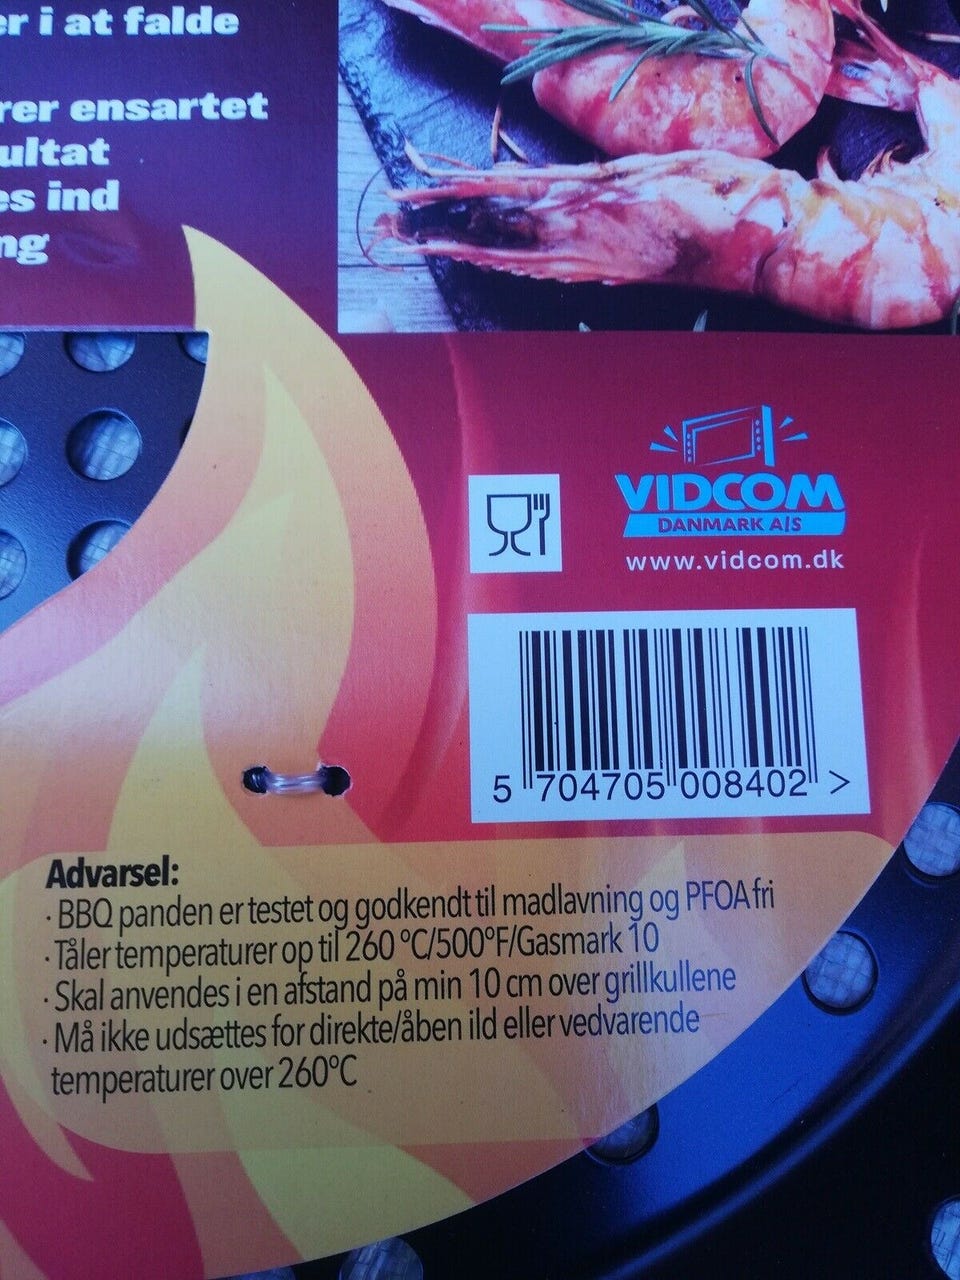 er i at falde
rer ensartet
ultat
es ind
ng
VIDCOM
DANMARK A/S
www.vidcom.dk
5 704705 008402 >
Advarsel:
· BBQ panden er testet og godkendt til madlavning og PFOA fri
· Tåler temperaturer op til 260 °C/500°F/Gasmark 10
· Skal anvendes i en afstand på min 10 cm over grillkullene
· Må ikke udsættes for direkte/åben ild eller vedvarende
temperaturer over 260°C